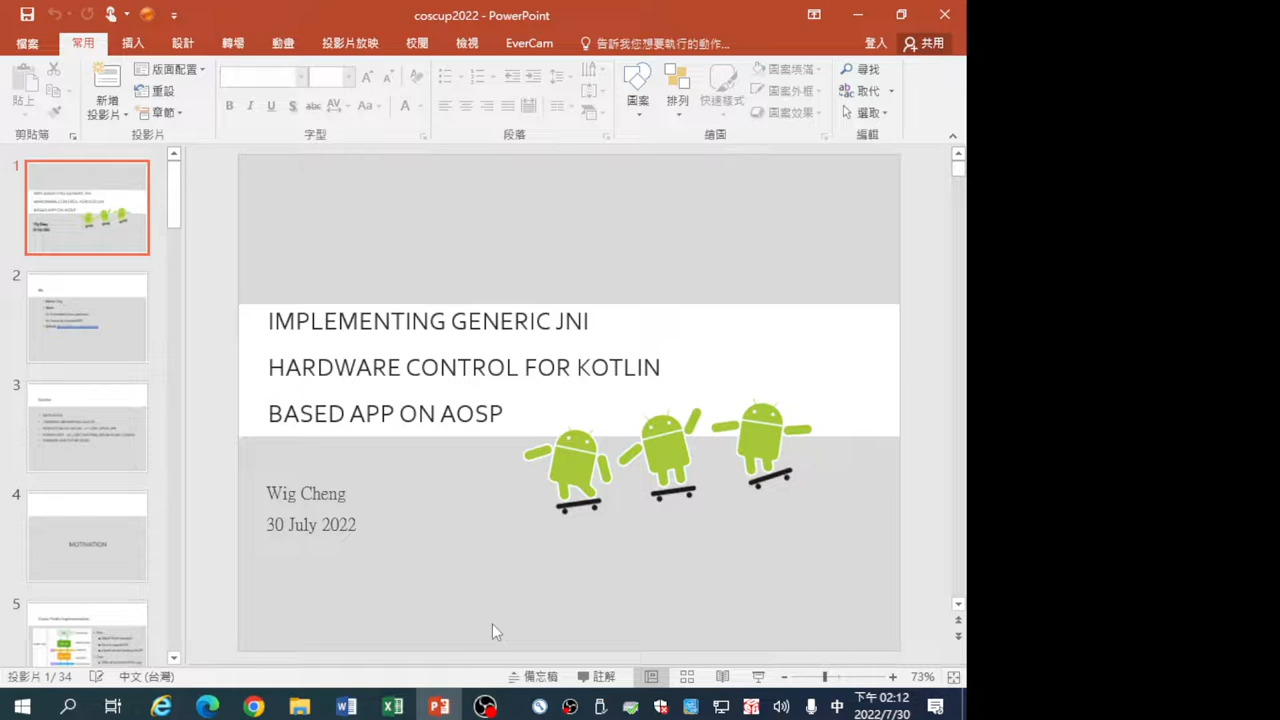 coscup2022 - PowerPoint
檔案 常用 插入 設計 轉場 動畫 投影片放映 校閱 檢視 EverCam 告訴我您想要執行的動作... 登入 共用
貼上
新增
投影片
版面配置
重設
章節
圖案
排列
快速樣式
圖案填滿
圖案外框
圖案效果
尋找
取代
選取
剪貼簿 投影片 字型 段落 繪圖 編輯
1
2
3
4
MOTIVATION
5
IMPLEMENTING GENERIC JNI
HARDWARE CONTROL FOR KOTLIN
BASED APP ON AOSP
Wig Cheng
30 July 2022
投影片 1/34 中文 (台灣) 備忘稿 註解 73%
中
下午 02:12
2022/7/30